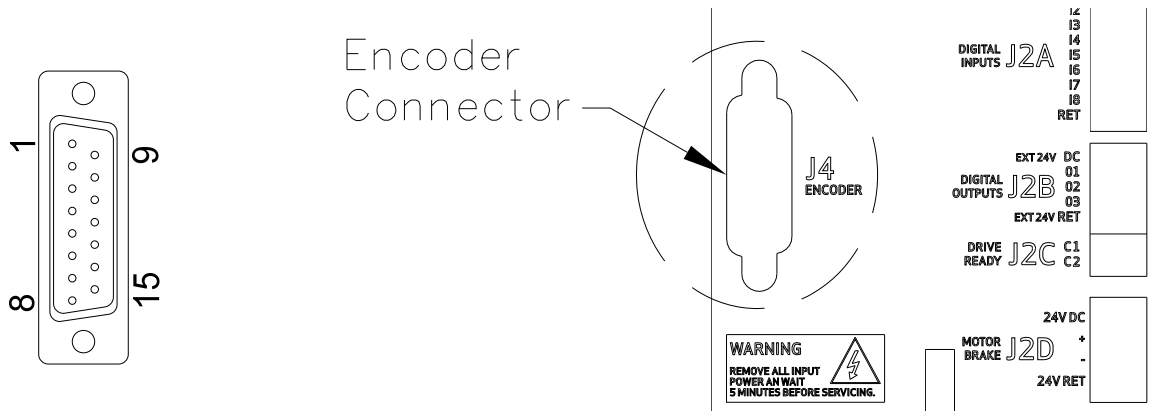 1
9
8
15
Encoder
Connector
J4
ENCODER
I2
I3
I4
I5
I6
I7
I8
RET
DIGITAL
INPUTS J2A
EXT 24V DC
01
02
03
EXT 24V RET
DIGITAL
OUTPUTS J2B
DRIVE
READY J2C
C1
C2
24V DC
+
-
24V RET
MOTOR
BRAKE J2D
WARNING
REMOVE ALL INPUT
POWER AN WAIT
5 MINUTES BEFORE SERVICING.